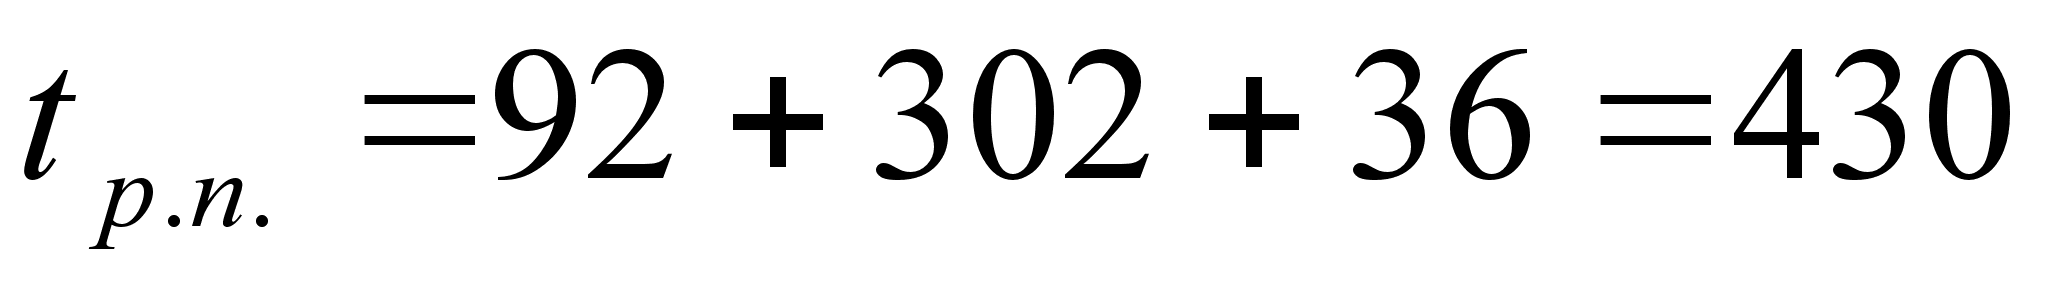 t p.n. =92 + 302 + 36 =430